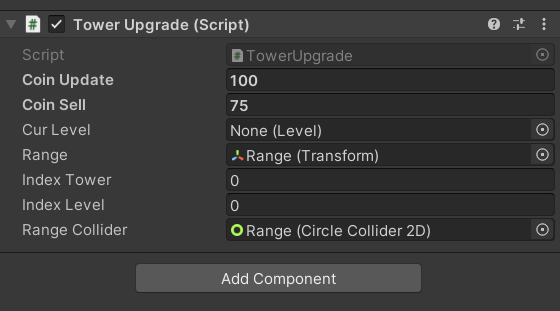 Tower Upgrade (Script)
Script TowerUpgrade
Coin Update 100
Coin Sell 75
Cur Level None (Level)
Range Range (Transform)
Index Tower 0
Index Level 0
Range Collider Range (Circle Collider 2D)
Add Component